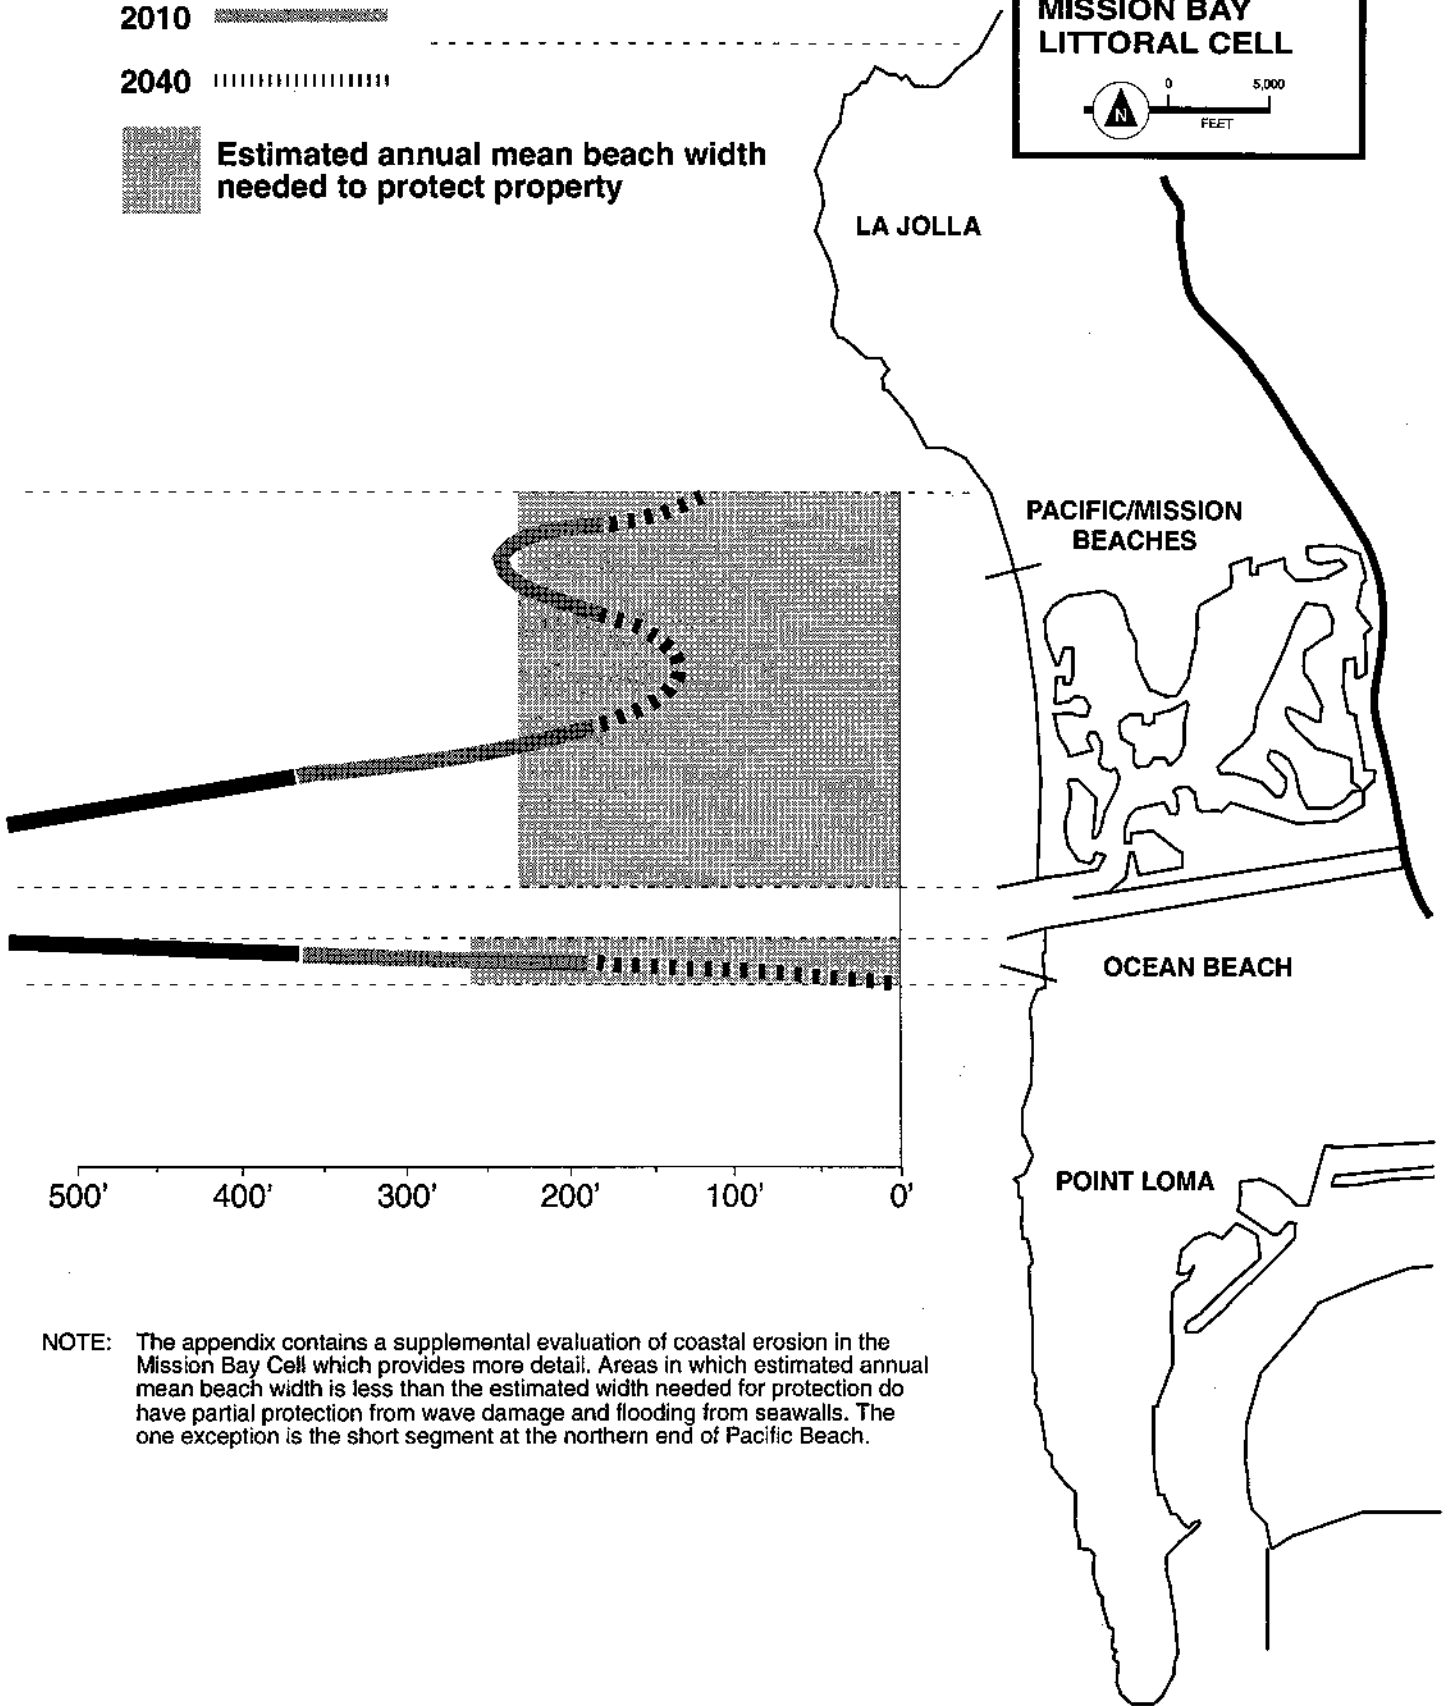 2010
2040
Estimated annual mean beach width
needed to protect property
MISSION BAY
LITTORAL CELL
0 5,000
N
FEET
LA JOLLA
PACIFIC/MISSION
BEACHES
OCEAN BEACH
POINT LOMA
500' 400' 300' 200' 100' 0'
NOTE: The appendix contains a supplemental evaluation of coastal erosion in the
Mission Bay Cell which provides more detail. Areas in which estimated annual
mean beach width is less than the estimated width needed for protection do
have partial protection from wave damage and flooding from seawalls. The
one exception is the short segment at the northern end of Pacific Beach.